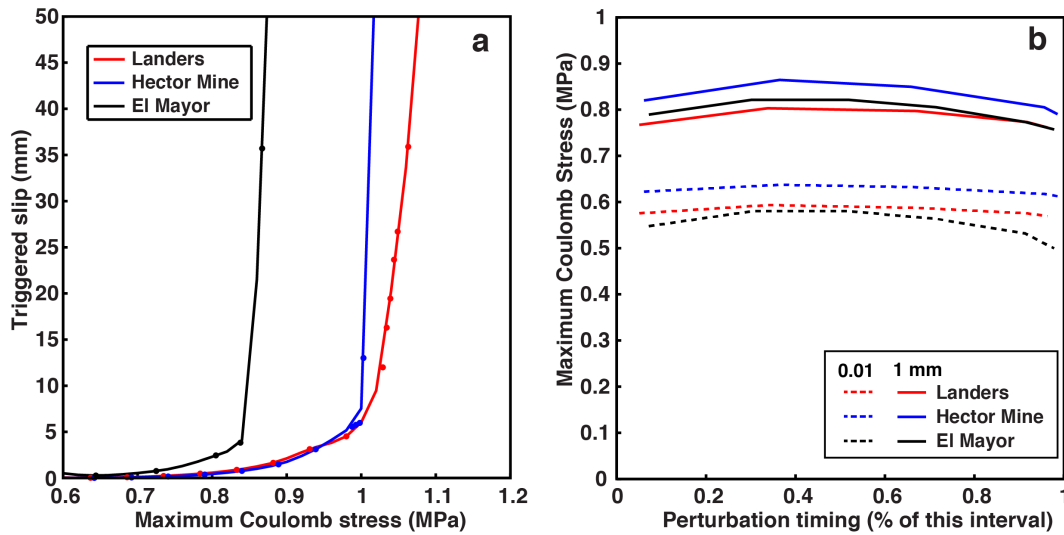 50
45
40
35
30
25
20
15
10
5
0
Triggered slip (mm)
Landers
Hector Mine
El Mayor
a
0.6
0.7
0.8
0.9
1
1.1
1.2
Maximum Coulomb stress (MPa)
1
0.9
0.8
0.7
0.6
0.5
0.4
0.3
0.2
0.1
0
Maximum Coulomb Stress (MPa)
b
0.01
1 mm
Landers
Hector Mine
El Mayor
0
0.2
0.4
0.6
0.8
1
Perturbation timing (% of this interval)